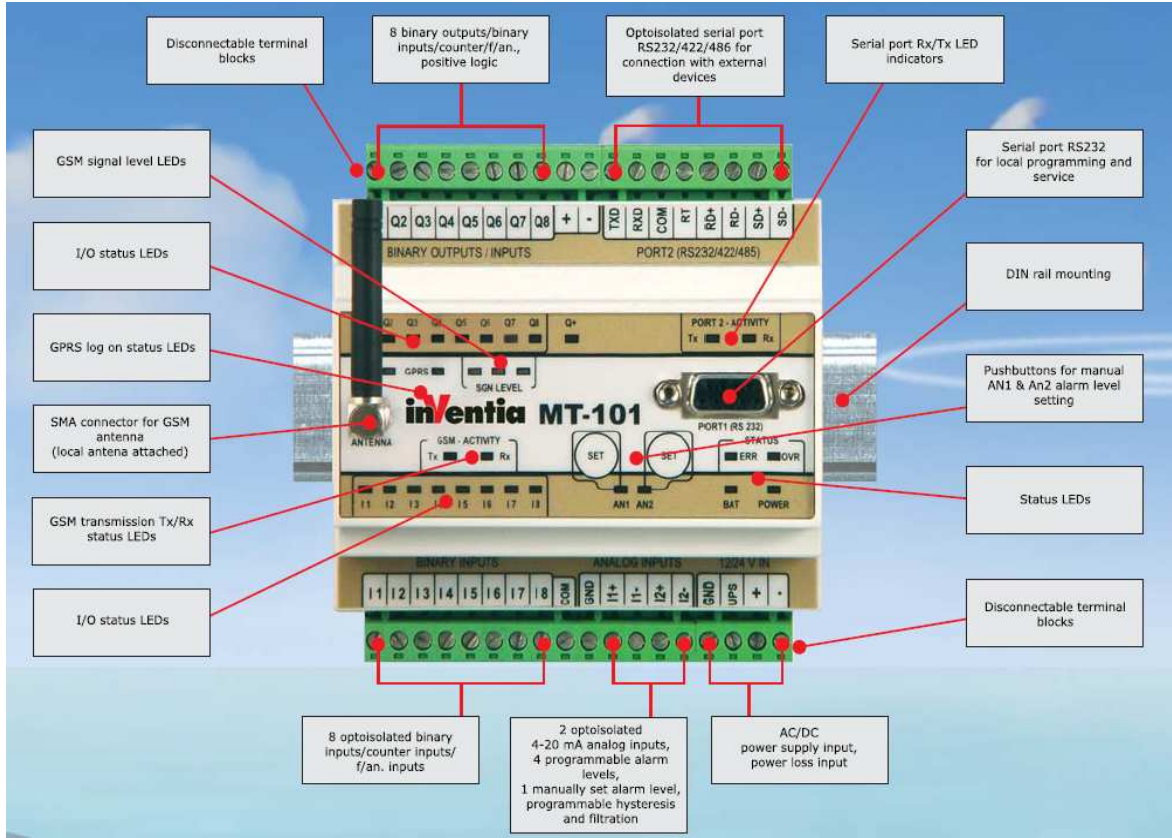 Disconnectable terminal
blocks
8 binary outputs/binary
inputs/counter/f/an.,
positive logic
Optoisolated serial port
RS232/422/486 for
connection with external
devices
Serial port Rx/Tx LED
indicators
GSM signal level LEDs
I/O status LEDs
GPRS log on status LEDs
SMA connector for GSM
antenna
(local antena attached)
GSM transmission Tx/Rx
status LEDs
I/O status LEDs
Serial port RS232
for local programming and
service
DIN rail mounting
Pushbuttons for manual
AN1 & An2 alarm level
setting
Status LEDs
Disconnectable terminal
blocks
Q2 Q3 Q4 Q5 Q6 Q7 Q8 + - TXD RXD COM RT RD+ RD- SD+ SD-
BINARY OUTPUTS / INPUTS PORT2 (RS232/422/485)
Q2 Q3 Q4 Q5 Q6 Q7 Q8 Q+ PORT 2 - ACTIVITY
Tx Rx
GPRS
SGN LEVEL
inVentia MT-101
PORT1 (RS 232)
ANTENNA GSM - ACTIVITY STATUS
Tx Rx SET SET ERR OVR
I1 I2 I3 I4 I5 I6 I7 I8 AN1 AN2 BAT POWER
BINARY INPUTS ANALOG INPUTS 12/24 V IN
I1 I2 I3 I4 I5 I6 I7 I8 COM GND I1+ I1- I2+ I2- GND UPS + -
8 optoisolated binary
inputs/counter inputs/
f/an. inputs
2 optoisolated
4-20 mA analog inputs,
4 programmable alarm
levels,
1 manually set alarm level,
programmable hysteresis
and filtration
AC/DC
power supply input,
power loss input